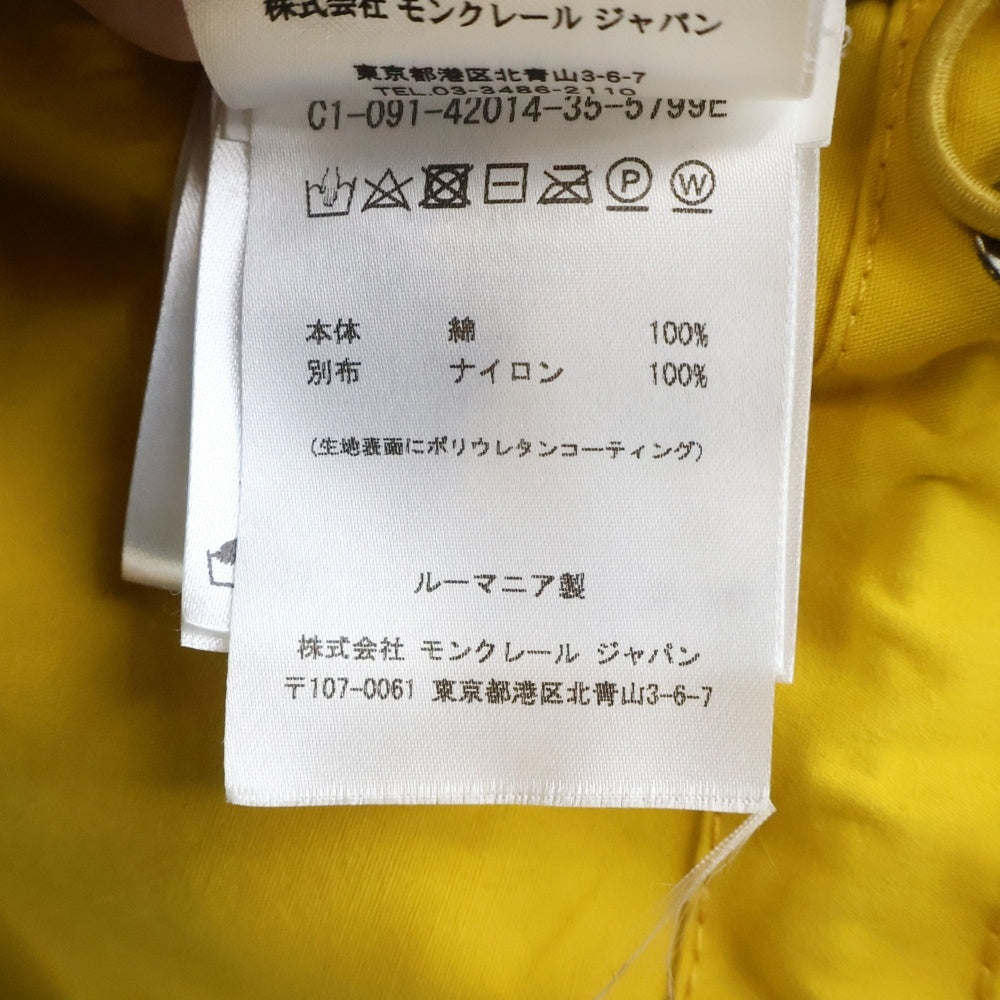 株式会社 モンクレール ジャパン
東京都港区北青山3-6-7
TEL.03-3486-2110
C1-091-42014-35-5799E
P W
本体 綿 100%
別布 ナイロン 100%
(生地表面にポリウレタンコーティング)
ルーマニア製
株式会社 モンクレール ジャパン
〒107-0061 東京都港区北青山3-6-7